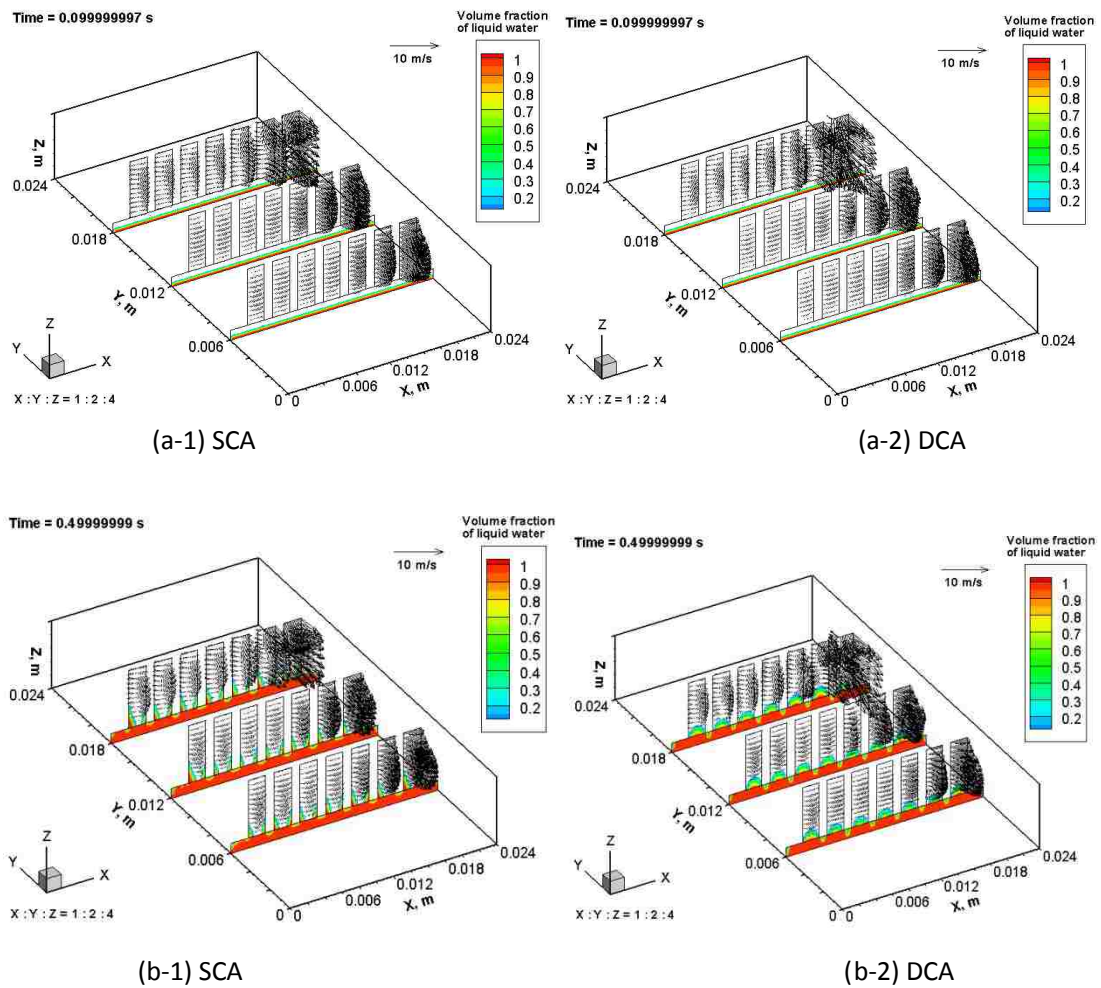 Time = 0.099999997 s
Volume fraction
of liquid water
10 m/s
1
0.9
0.8
0.7
0.6
0.5
0.4
0.3
0.2
Z, m
0.024
0.018
0.012
Y, m
0.006
0
0
0.006
0.012
0.018
0.024
X, m
Z
Y
X
X : Y : Z = 1 : 2 : 4
(a-1) SCA
Time = 0.099999997 s
Volume fraction
of liquid water
10 m/s
1
0.9
0.8
0.7
0.6
0.5
0.4
0.3
0.2
Z, m
0.024
0.018
0.012
Y, m
0.006
0
0
0.006
0.012
0.018
0.024
X, m
Z
Y
X
X : Y : Z = 1 : 2 : 4
(a-2) DCA
Time = 0.49999999 s
Volume fraction
of liquid water
10 m/s
1
0.9
0.8
0.7
0.6
0.5
0.4
0.3
0.2
Z, m
0.024
0.018
0.012
Y, m
0.006
0
0
0.006
0.012
0.018
0.024
X, m
Z
Y
X
X : Y : Z = 1 : 2 : 4
(b-1) SCA
Time = 0.49999999 s
Volume fraction
of liquid water
10 m/s
1
0.9
0.8
0.7
0.6
0.5
0.4
0.3
0.2
Z, m
0.024
0.018
0.012
Y, m
0.006
0
0
0.006
0.012
0.018
0.024
X, m
Z
Y
X
X : Y : Z = 1 : 2 : 4
(b-2) DCA